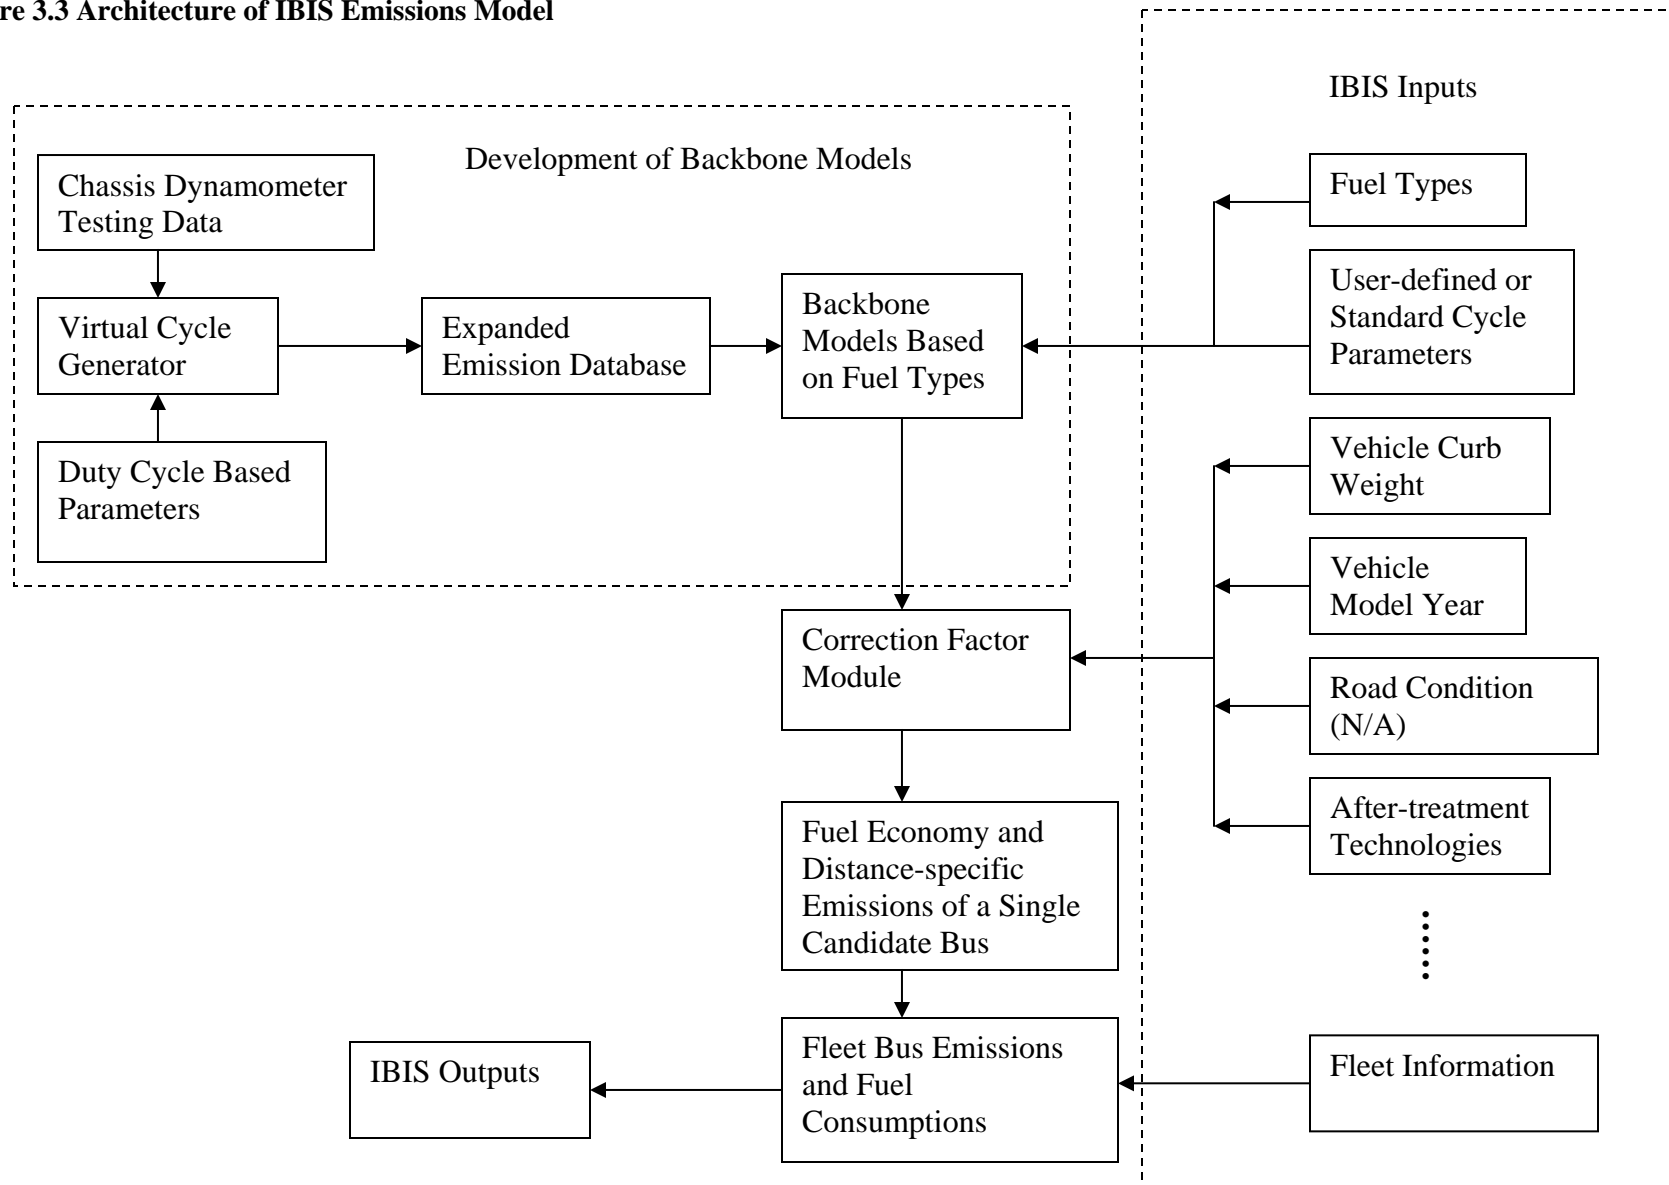 re 3.3 Architecture of IBIS Emissions Model
IBIS Inputs
Development of Backbone Models
Chassis Dynamometer
Testing Data
Virtual Cycle
Generator
Duty Cycle Based
Parameters
Expanded
Emission Database
Backbone
Models Based
on Fuel Types
Fuel Types
User-defined or
Standard Cycle
Parameters
Vehicle Curb
Weight
Vehicle
Model Year
Road Condition
(N/A)
After-treatment
Technologies
Correction Factor
Module
Fuel Economy and
Distance-specific
Emissions of a Single
Candidate Bus
Fleet Bus Emissions
and Fuel
Consumptions
Fleet Information
IBIS Outputs